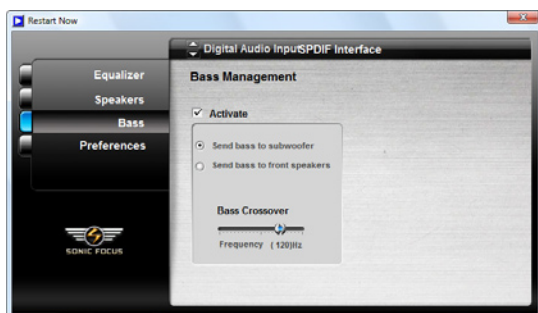 Restart Now
Digital Audio InputSPDIF Interface
Equalizer
Speakers
Bass
Preferences
SONIC FOCUS
Bass Management
Activate
Send bass to subwoofer
Send bass to front speakers
Bass Crossover
Frequency ( 120)Hz